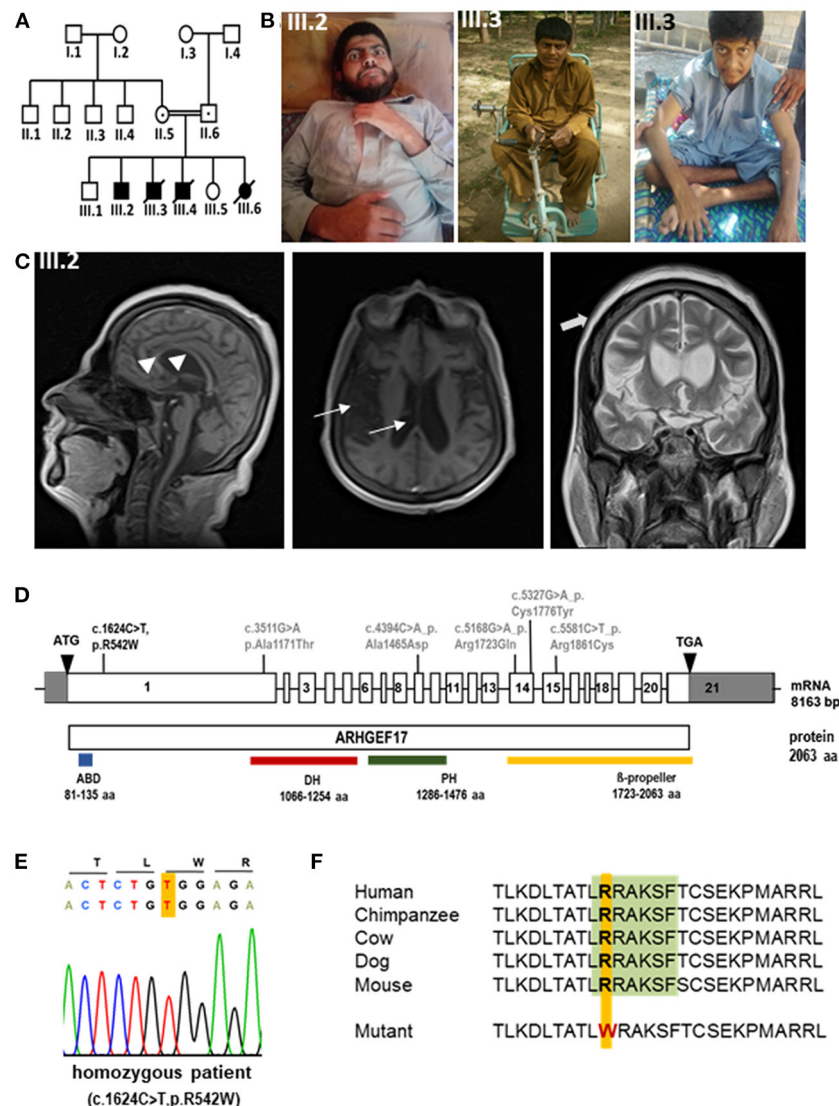 A
I.1 I.2 I.3 I.4
II.1 II.2 II.3 II.4 II.5 II.6
III.1 III.2 III.3 III.4 III.5 III.6
B
III.2
III.3
III.3
C
III.2
D
ATG
c.1624C>T,
p.R542W
c.3511G>A
p.Ala1171Thr
c.4394C>A_p.
Ala1465Asp
c.5168G>A_p.
Arg1723Gln
c.5327G>A_p.
Cys1776Tyr
c.5581C>T_p.
Arg1861Cys
TGA
1 3 6 8 11 13 14 15 18 20 21
mRNA
8163 bp
ARHGEF17
protein
2063 aa
ABD
81-135 aa
DH
1066-1254 aa
PH
1286-1476 aa
ß-propeller
1723-2063 aa
E
T L W R
A C T C T G T G G A G A
A C T C T G T G G A G A
homozygous patient
(c.1624C>T,p.R542W)
F
Human TLKDLTATLRRAKSFTCSEKPMARRL
Chimpanzee TLKDLTATLRRAKSFTCSEKPMARRL
Cow TLKDLTATLRRAKSFTCSEKPMARRL
Dog TLKDLTATLRRAKSFTCSEKPMARRL
Mouse TLKDLTATLRRAKSFSCSEKPMARRL
Mutant TLKDLTATLWRAKSFTCSEKPMARRL